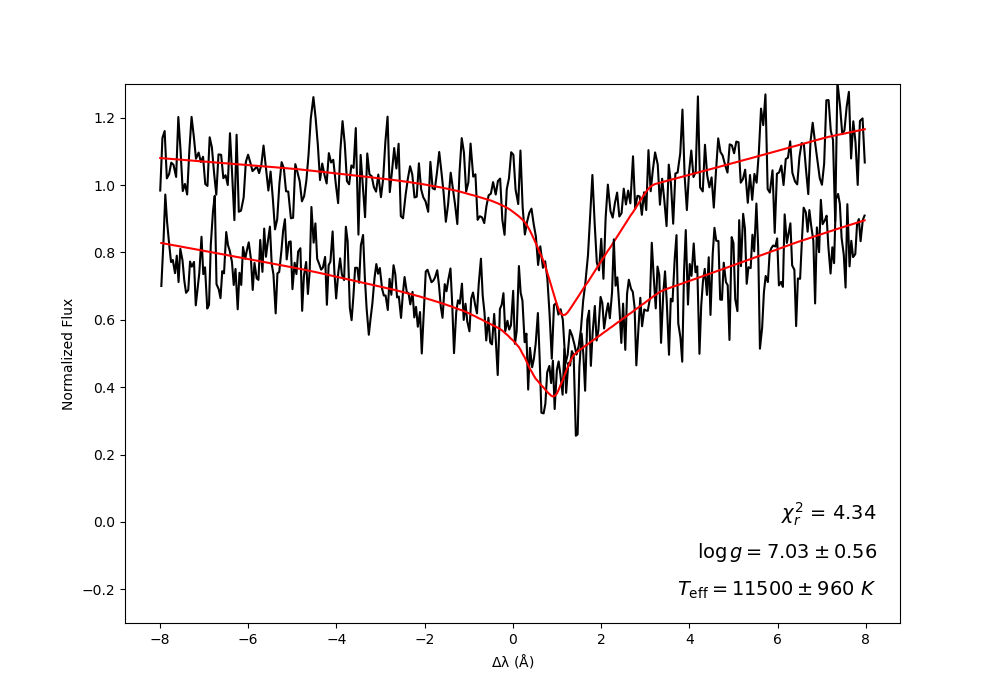 Normalized Flux
1.2
1.0
0.8
0.6
0.4
0.2
0.0
−0.2
χ²ᵣ = 4.34
log g = 7.03 ± 0.56
T_eff = 11500 ± 960 K
−8 −6 −4 −2 0 2 4 6 8
Δλ (Å)